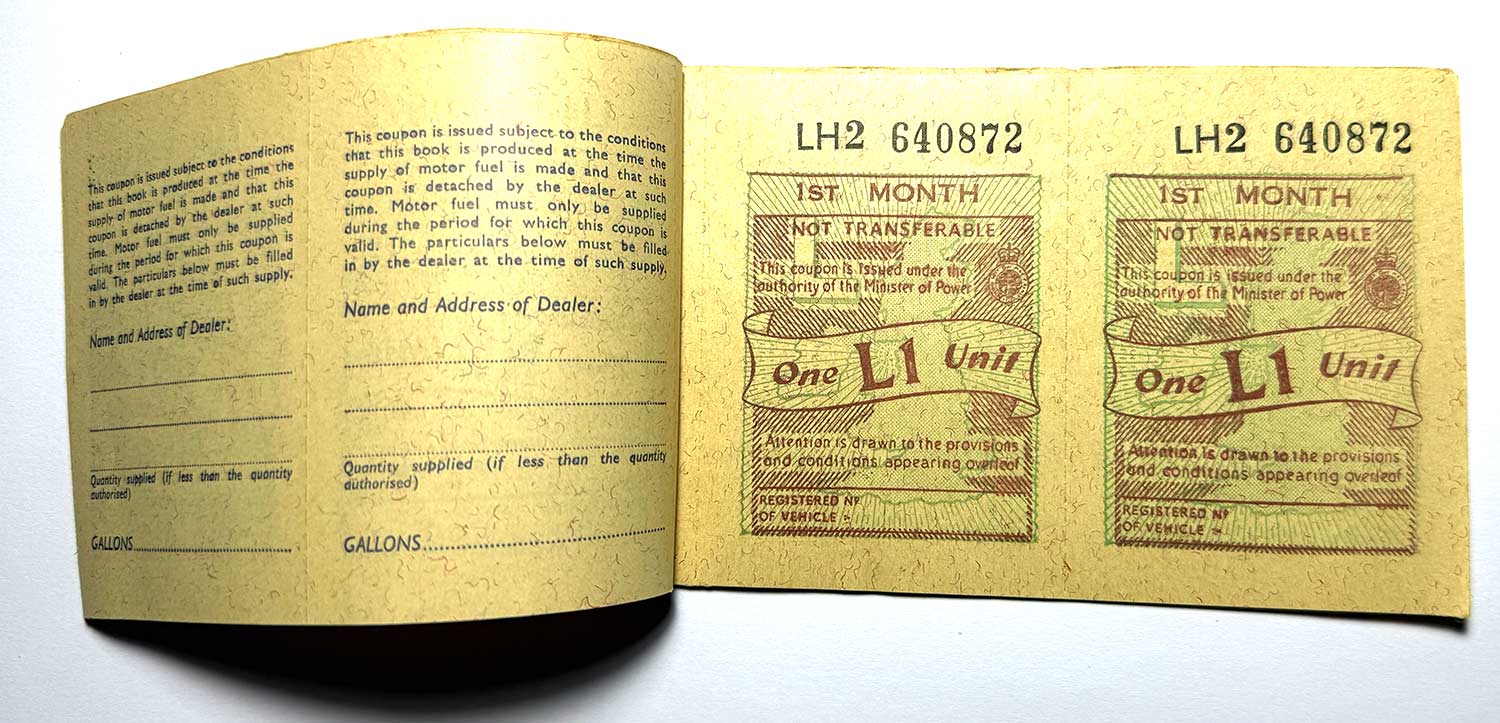 This coupon is issued subject to the conditions
that this book is produced at the time the
supply of motor fuel is made and that this
coupon is detached by the dealer at such
time. Motor fuel must only be supplied
during the period for which this coupon is
valid. The particulars below must be filled
in by the dealer at the time of such supply.
Name and Address of Dealer:
Quantity supplied (if less than the quantity
authorised)
GALLONS
This coupon is issued subject to the conditions
that this book is produced at the time the
supply of motor fuel is made and that this
coupon is detached by the dealer at such
time. Motor fuel must only be supplied
during the period for which this coupon is
valid. The particulars below must be filled
in by the dealer at the time of such supply.
Name and Address of Dealer:
Quantity supplied (if less than the quantity
authorised)
GALLONS
LH2 640872
1ST MONTH
NOT TRANSFERABLE
This coupon is issued under the
authority of the Minister of Power
One L1 Unit
Attention is drawn to the provisions
and conditions appearing overleaf
REGISTERED Nº
OF VEHICLE :-
LH2 640872
1ST MONTH
NOT TRANSFERABLE
This coupon is issued under the
authority of the Minister of Power
One L1 Unit
Attention is drawn to the provisions
and conditions appearing overleaf
REGISTERED Nº
OF VEHICLE :-